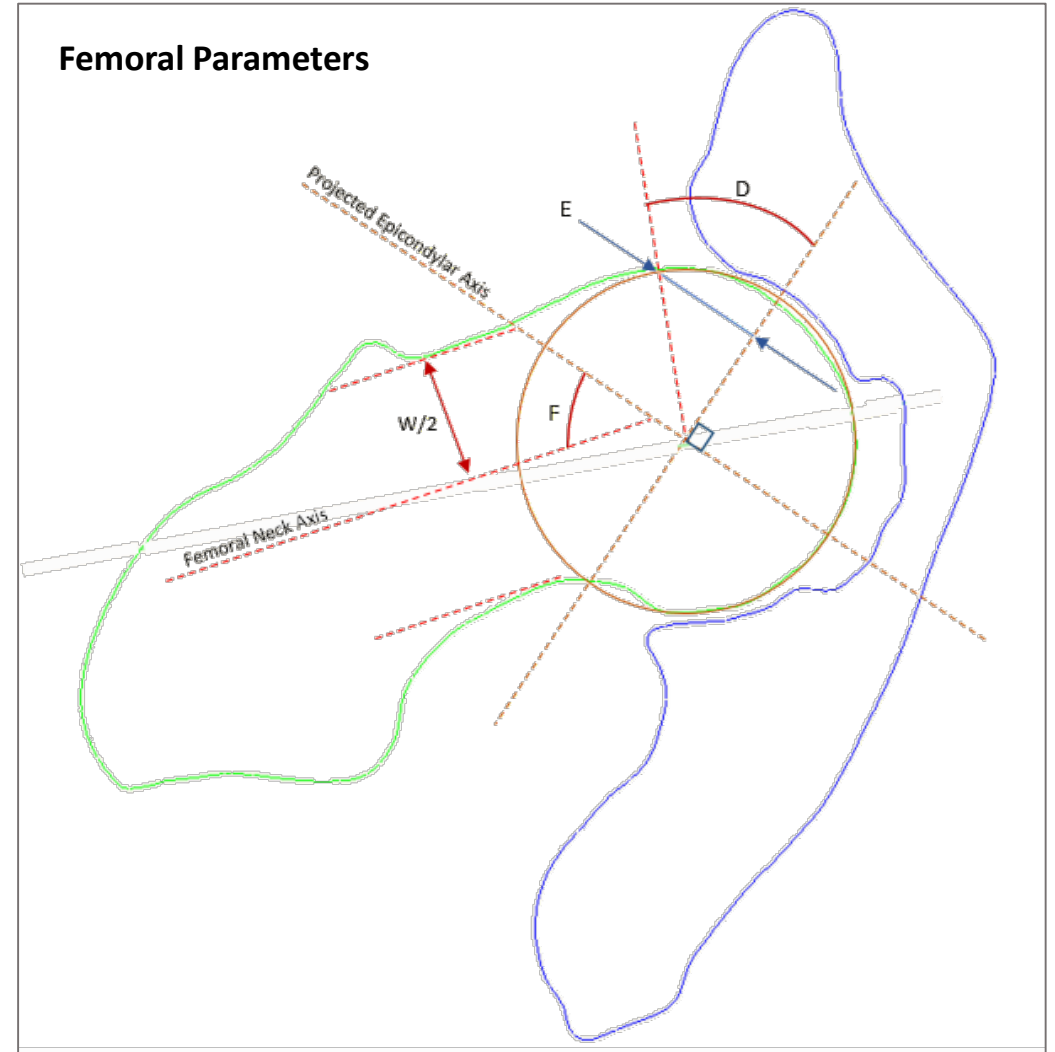 Femoral Parameters
Projected Epicondylar Axis
E
D
W/2
F
Femoral Neck Axis